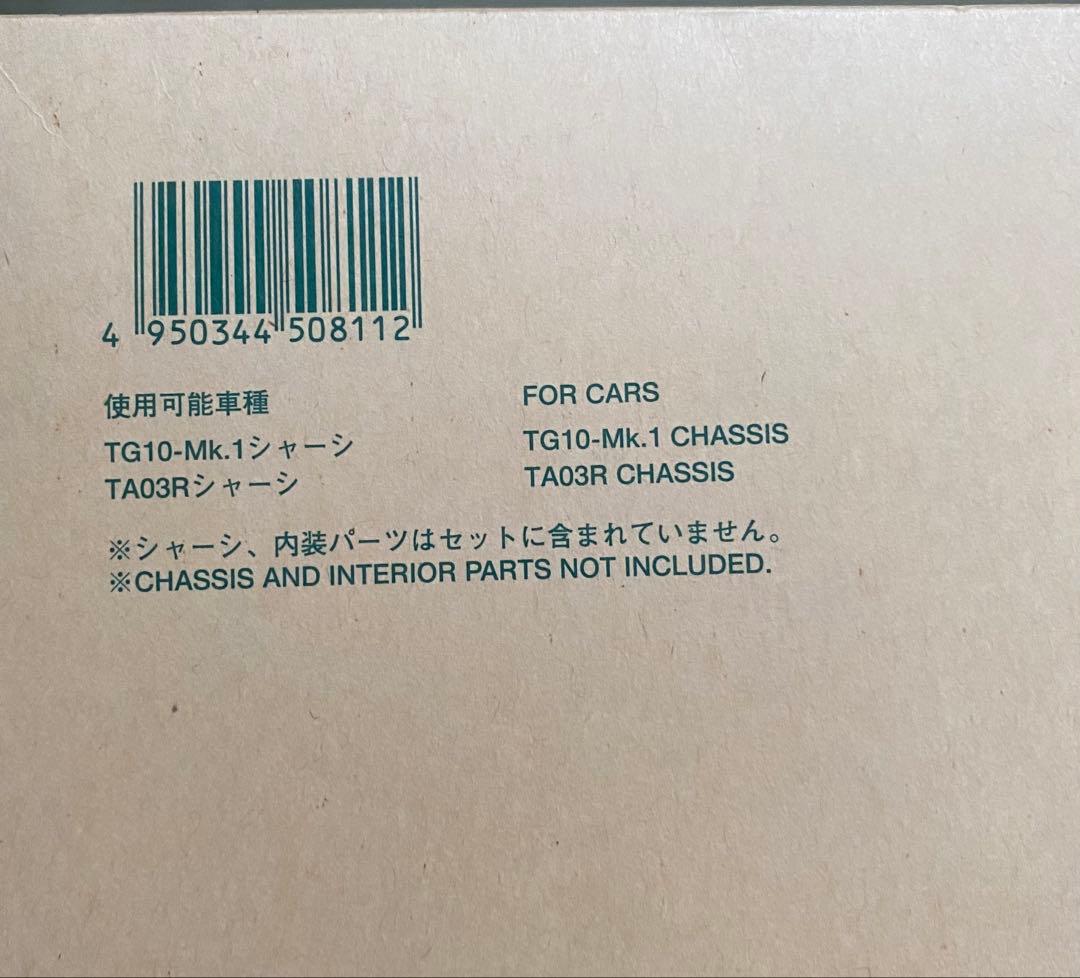 4 950344 508112
使用可能車種
TG10-Mk.1シャーシ
TA03Rシャーシ
FOR CARS
TG10-Mk.1 CHASSIS
TA03R CHASSIS
※シャーシ、内装パーツはセットに含まれていません。
※CHASSIS AND INTERIOR PARTS NOT INCLUDED.